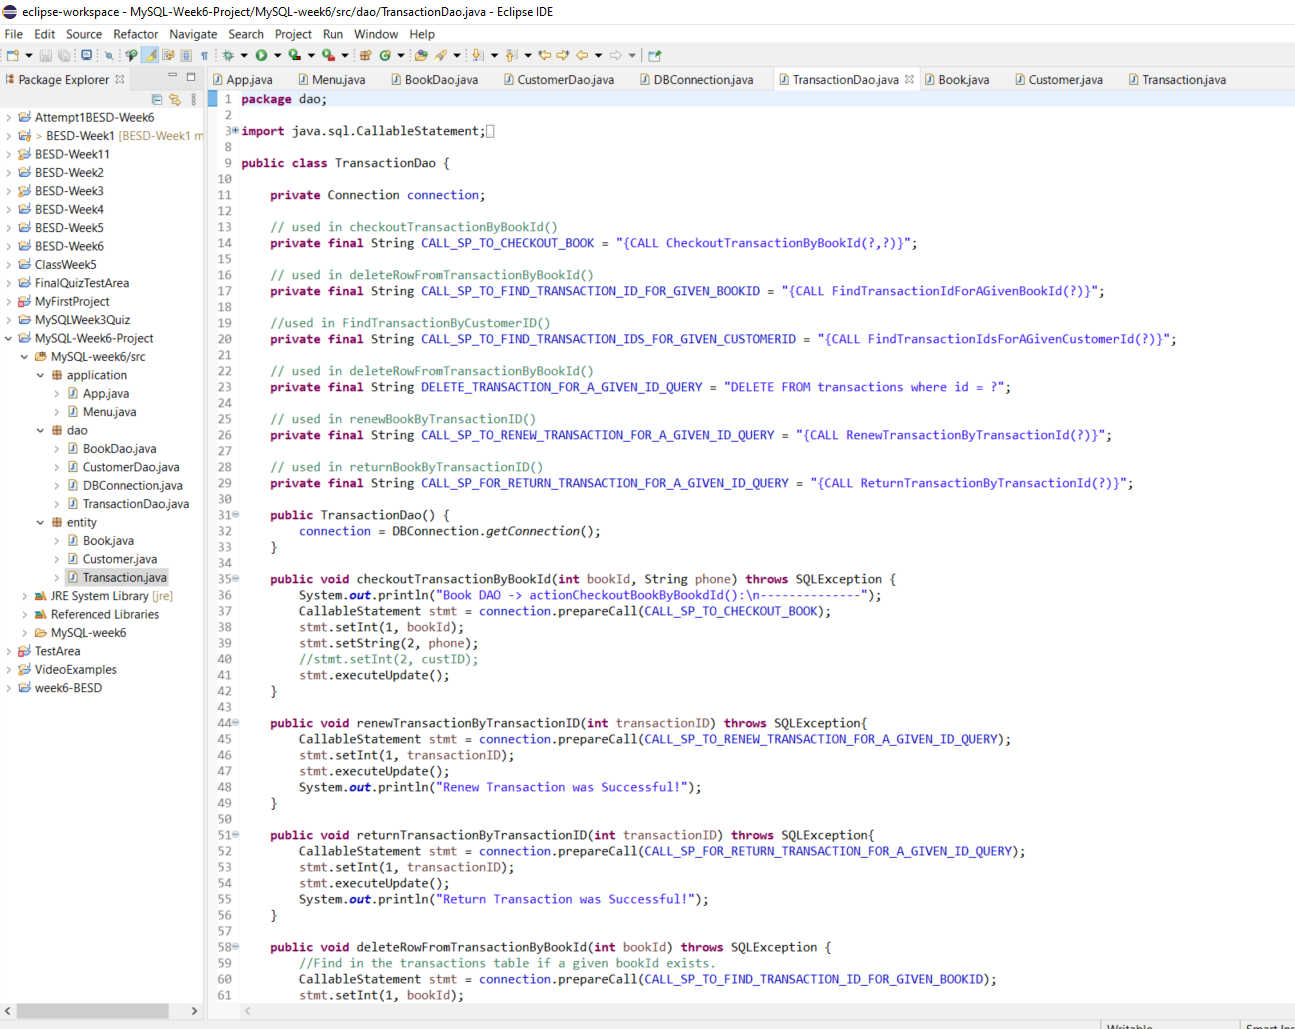 eclipse-workspace - MySQL-Week6-Project/MySQL-week6/src/dao/TransactionDao.java - Eclipse IDE
File Edit Source Refactor Navigate Search Project Run Window Help
Package Explorer
App.java Menu.java BookDao.java CustomerDao.java DBConnection.java TransactionDao.java Book.java Customer.java Transaction.java
Attempt1BESD-Week6
> BESD-Week1 [BESD-Week1 m
BESD-Week11
BESD-Week2
BESD-Week3
BESD-Week4
BESD-Week5
BESD-Week6
ClassWeek5
FinalQuizTestArea
MyFirstProject
MySQLWeek3Quiz
MySQL-Week6-Project
MySQL-week6/src
application
App.java
Menu.java
dao
BookDao.java
CustomerDao.java
DBConnection.java
TransactionDao.java
entity
Book.java
Customer.java
Transaction.java
JRE System Library [jre]
Referenced Libraries
MySQL-week6
TestArea
VideoExamples
week6-BESD
1 package dao;
2
3 import java.sql.CallableStatement;
8
9 public class TransactionDao {
10
11 private Connection connection;
12
13 // used in checkoutTransactionByBookId()
14 private final String CALL_SP_TO_CHECKOUT_BOOK = "{CALL CheckoutTransactionByBookId(?,?)}";
15
16 // used in deleteRowFromTransactionByBookId()
17 private final String CALL_SP_TO_FIND_TRANSACTION_ID_FOR_GIVEN_BOOKID = "{CALL FindTransactionIdForAGivenBookId(?)}";
18
19 //used in FindTransactionByCustomerID()
20 private final String CALL_SP_TO_FIND_TRANSACTION_IDS_FOR_GIVEN_CUSTOMERID = "{CALL FindTransactionIdsForAGivenCustomerId(?)}";
21
22 // used in deleteRowFromTransactionByBookId()
23 private final String DELETE_TRANSACTION_FOR_A_GIVEN_ID_QUERY = "DELETE FROM transactions where id = ?";
24
25 // used in renewBookByTransactionID()
26 private final String CALL_SP_TO_RENEW_TRANSACTION_FOR_A_GIVEN_ID_QUERY = "{CALL RenewTransactionByTransactionId(?)}";
27
28 // used in returnBookByTransactionID()
29 private final String CALL_SP_FOR_RETURN_TRANSACTION_FOR_A_GIVEN_ID_QUERY = "{CALL ReturnTransactionByTransactionId(?)}";
30
31 public TransactionDao() {
32 connection = DBConnection.getConnection();
33 }
34
35 public void checkoutTransactionByBookId(int bookId, String phone) throws SQLException {
36 System.out.println("Book DAO -> actionCheckoutBookByBookdId():\n--------------");
37 CallableStatement stmt = connection.prepareCall(CALL_SP_TO_CHECKOUT_BOOK);
38 stmt.setInt(1, bookId);
39 stmt.setString(2, phone);
40 //stmt.setInt(2, custID);
41 stmt.executeUpdate();
42 }
43
44 public void renewTransactionByTransactionID(int transactionID) throws SQLException{
45 CallableStatement stmt = connection.prepareCall(CALL_SP_TO_RENEW_TRANSACTION_FOR_A_GIVEN_ID_QUERY);
46 stmt.setInt(1, transactionID);
47 stmt.executeUpdate();
48 System.out.println("Renew Transaction was Successful!");
49 }
50
51 public void returnTransactionByTransactionID(int transactionID) throws SQLException{
52 CallableStatement stmt = connection.prepareCall(CALL_SP_FOR_RETURN_TRANSACTION_FOR_A_GIVEN_ID_QUERY);
53 stmt.setInt(1, transactionID);
54 stmt.executeUpdate();
55 System.out.println("Return Transaction was Successful!");
56 }
57
58 public void deleteRowFromTransactionByBookId(int bookId) throws SQLException {
59 //Find in the transactions table if a given bookId exists.
60 CallableStatement stmt = connection.prepareCall(CALL_SP_TO_FIND_TRANSACTION_ID_FOR_GIVEN_BOOKID);
61 stmt.setInt(1, bookId);
Writable Smart Ins